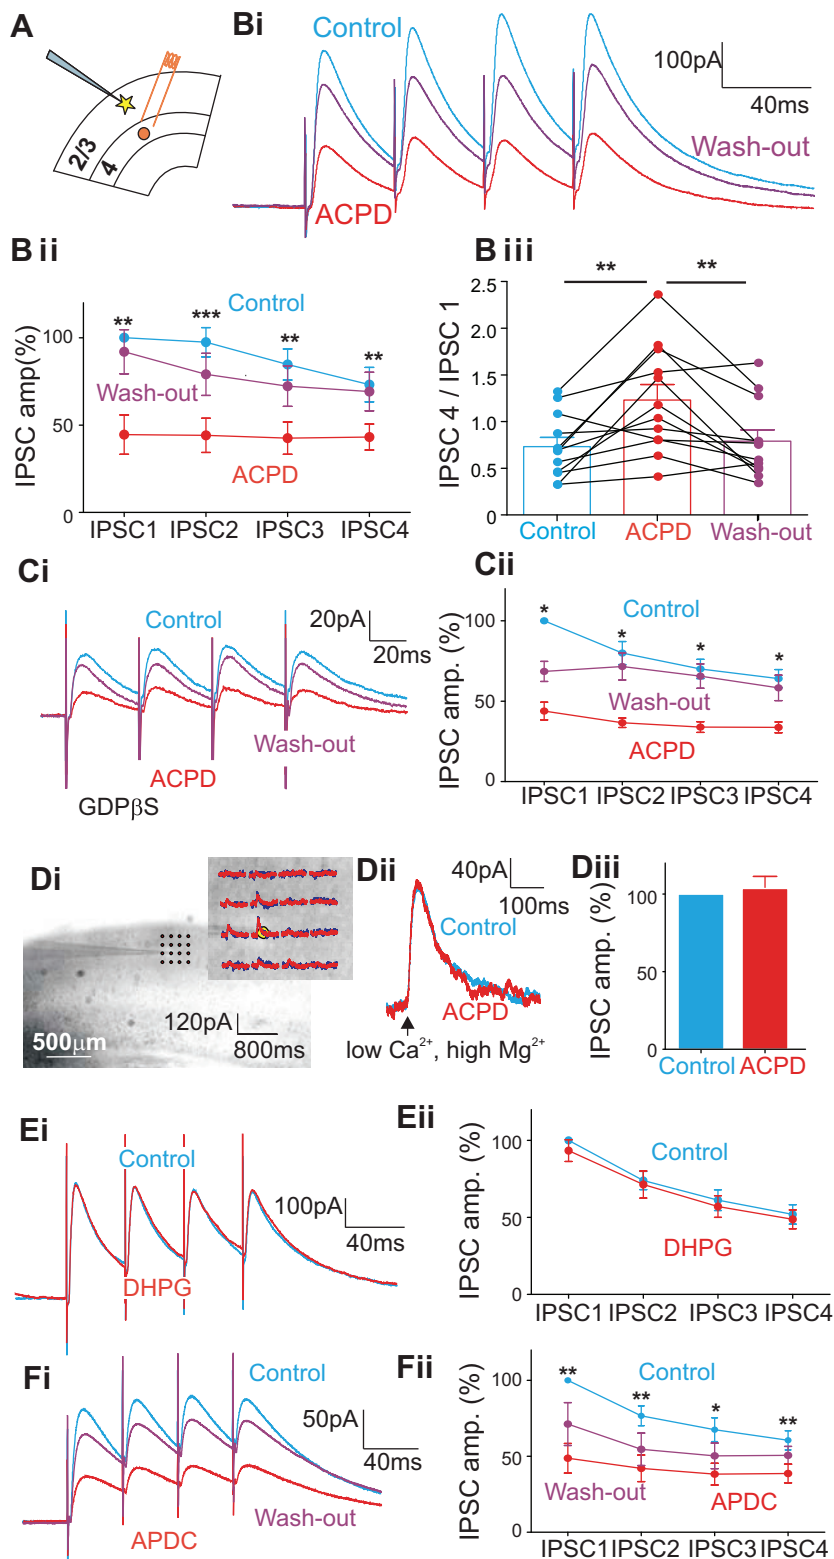 A
2/3
4
Bi
Control
100pA
40ms
Wash-out
ACPD
B ii
IPSC amp(%)
100
50
0
** *** ** **
Control
Wash-out
ACPD
IPSC1 IPSC2 IPSC3 IPSC4
B iii
** **
IPSC 4 / IPSC 1
2.5
2.0
1.5
1.0
0.5
0
Control ACPD Wash-out
Ci
Control
20pA
20ms
Wash-out
ACPD
GDPβS
Cii
IPSC amp. (%)
100
50
0
* * * *
Control
Wash-out
ACPD
IPSC1 IPSC2 IPSC3 IPSC4
Di
120pA
800ms
500μm
Dii
40pA
100ms
Control
ACPD
low Ca²⁺, high Mg²⁺
Diii
IPSC amp. (%)
100
50
0
Control ACPD
Ei
Control
100pA
40ms
DHPG
Eii
IPSC amp. (%)
100
50
0
Control
DHPG
IPSC1 IPSC2 IPSC3 IPSC4
Fi
Control
50pA
40ms
Wash-out
APDC
Fii
IPSC amp. (%)
100
50
0
** ** * **
Control
Wash-out
APDC
IPSC1 IPSC2 IPSC3 IPSC4